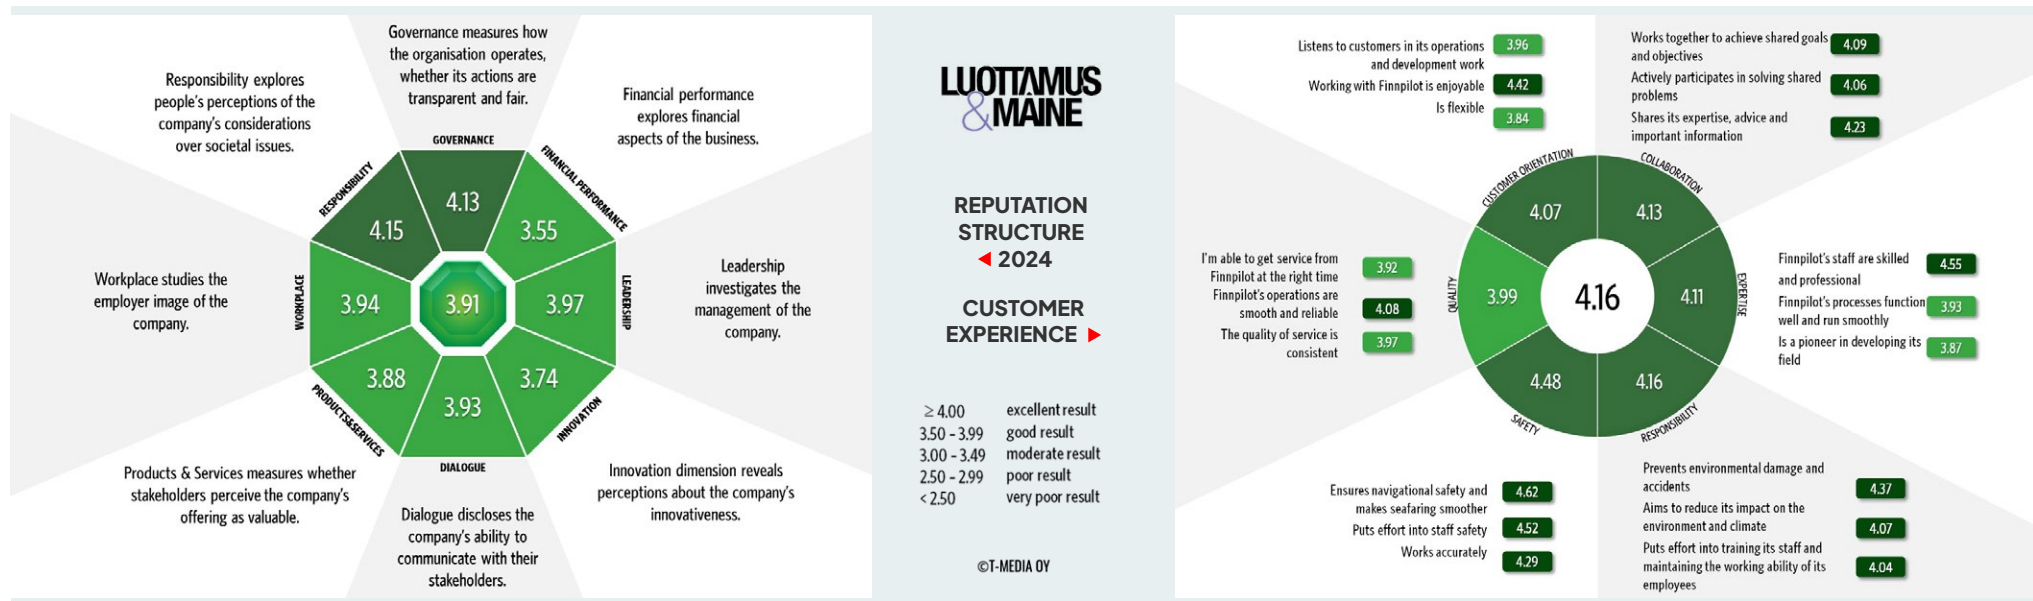 Governance measures how
the organisation operates,
whether its actions are
transparent and fair.
Responsibility explores
people's perceptions of the
company's considerations
over societal issues.
Financial performance
explores financial
aspects of the business.
GOVERNANCE
RESPONSIBILITY
FINANCIAL PERFORMANCE
4.13
4.15
3.55
Workplace studies the
employer image of the
company.
WORKPLACE
3.94
3.91
3.97
LEADERSHIP
Leadership
investigates the
management of the
company.
3.88
3.93
3.74
PRODUCTS&SERVICES
DIALOGUE
INNOVATION
Products & Services measures whether
stakeholders perceive the company's
offering as valuable.
Dialogue discloses the
company's ability to
communicate with their
stakeholders.
Innovation dimension reveals
perceptions about the company's
innovativeness.
LUOTTAMUS
&MAINE
REPUTATION
STRUCTURE
2024
CUSTOMER
EXPERIENCE
≥ 4.00 excellent result
3.50 - 3.99 good result
3.00 - 3.49 moderate result
2.50 - 2.99 poor result
< 2.50 very poor result
©T-MEDIA OY
Listens to customers in its operations
and development work
3.96
Working with Finnpilot is enjoyable
4.42
Is flexible
3.84
Works together to achieve shared goals
and objectives
4.09
Actively participates in solving shared
problems
4.06
Shares its expertise, advice and
important information
4.23
CUSTOMER ORIENTATION
COLLABORATION
4.07
4.13
I'm able to get service from
Finnpilot at the right time
3.92
Finnpilot's operations are
smooth and reliable
4.08
The quality of service is
consistent
3.97
QUALITY
3.99
4.16
4.11
EXPERTISE
Finnpilot's staff are skilled
and professional
4.55
Finnpilot's processes function
well and run smoothly
3.93
Is a pioneer in developing its
field
3.87
4.48
4.16
SAFETY
RESPONSIBILITY
Ensures navigational safety and
makes seafaring smoother
4.62
Puts effort into staff safety
4.52
Works accurately
4.29
Prevents environmental damage and
accidents
4.37
Aims to reduce its impact on the
environment and climate
4.07
Puts effort into training its staff and
maintaining the working ability of its
employees
4.04